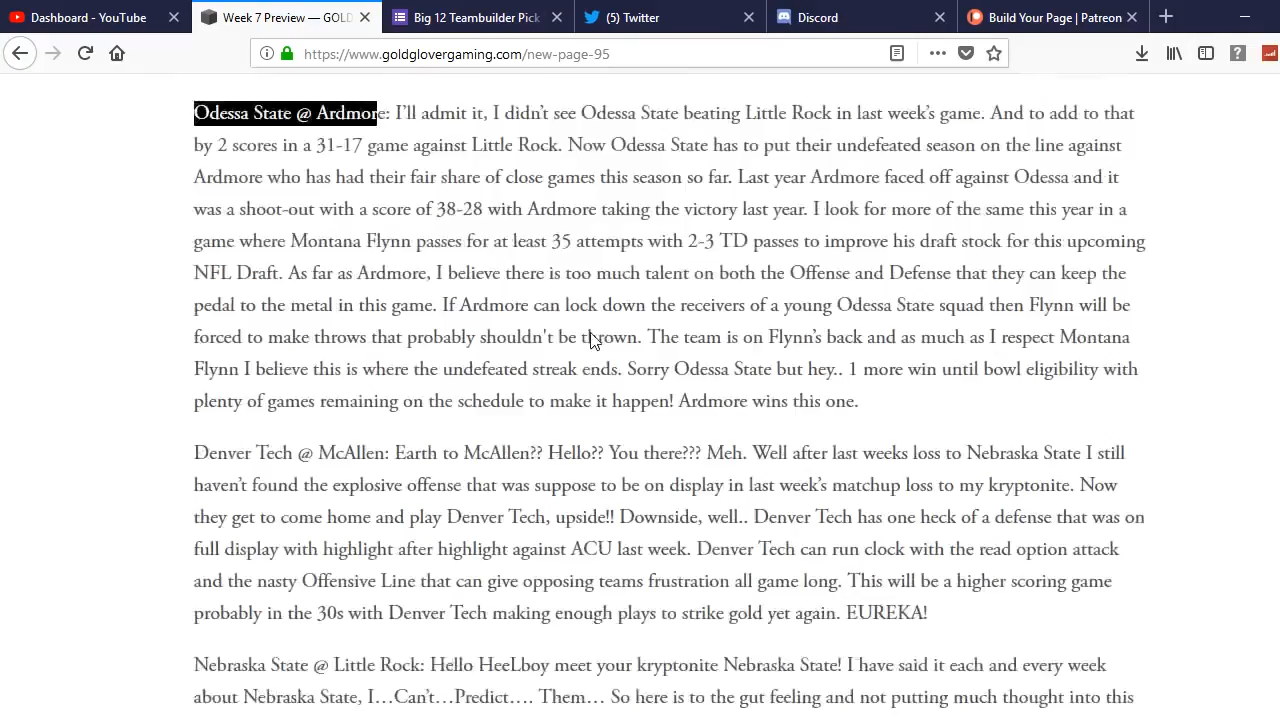 Dashboard - YouTube
Week 7 Preview — GOLD
Big 12 Teambuilder Pick
(5) Twitter
Discord
Build Your Page | Patreon
https://www.goldglovergaming.com/new-page-95
Odessa State @ Ardmore: I’ll admit it, I didn’t see Odessa State beating Little Rock in last week’s game. And to add to that
by 2 scores in a 31-17 game against Little Rock. Now Odessa State has to put their undefeated season on the line against
Ardmore who has had their fair share of close games this season so far. Last year Ardmore faced off against Odessa and it
was a shoot-out with a score of 38-28 with Ardmore taking the victory last year. I look for more of the same this year in a
game where Montana Flynn passes for at least 35 attempts with 2-3 TD passes to improve his draft stock for this upcoming
NFL Draft. As far as Ardmore, I believe there is too much talent on both the Offense and Defense that they can keep the
pedal to the metal in this game. If Ardmore can lock down the receivers of a young Odessa State squad then Flynn will be
forced to make throws that probably shouldn't be thrown. The team is on Flynn’s back and as much as I respect Montana
Flynn I believe this is where the undefeated streak ends. Sorry Odessa State but hey.. 1 more win until bowl eligibility with
plenty of games remaining on the schedule to make it happen! Ardmore wins this one.
Denver Tech @ McAllen: Earth to McAllen?? Hello?? You there??? Meh. Well after last weeks loss to Nebraska State I still
haven’t found the explosive offense that was suppose to be on display in last week’s matchup loss to my kryptonite. Now
they get to come home and play Denver Tech, upside!! Downside, well.. Denver Tech has one heck of a defense that was on
full display with highlight after highlight against ACU last week. Denver Tech can run clock with the read option attack
and the nasty Offensive Line that can give opposing teams frustration all game long. This will be a higher scoring game
probably in the 30s with Denver Tech making enough plays to strike gold yet again. EUREKA!
Nebraska State @ Little Rock: Hello HeeLboy meet your kryptonite Nebraska State! I have said it each and every week
about Nebraska State, I…Can’t…Predict…. Them… So here is to the gut feeling and not putting much thought into this